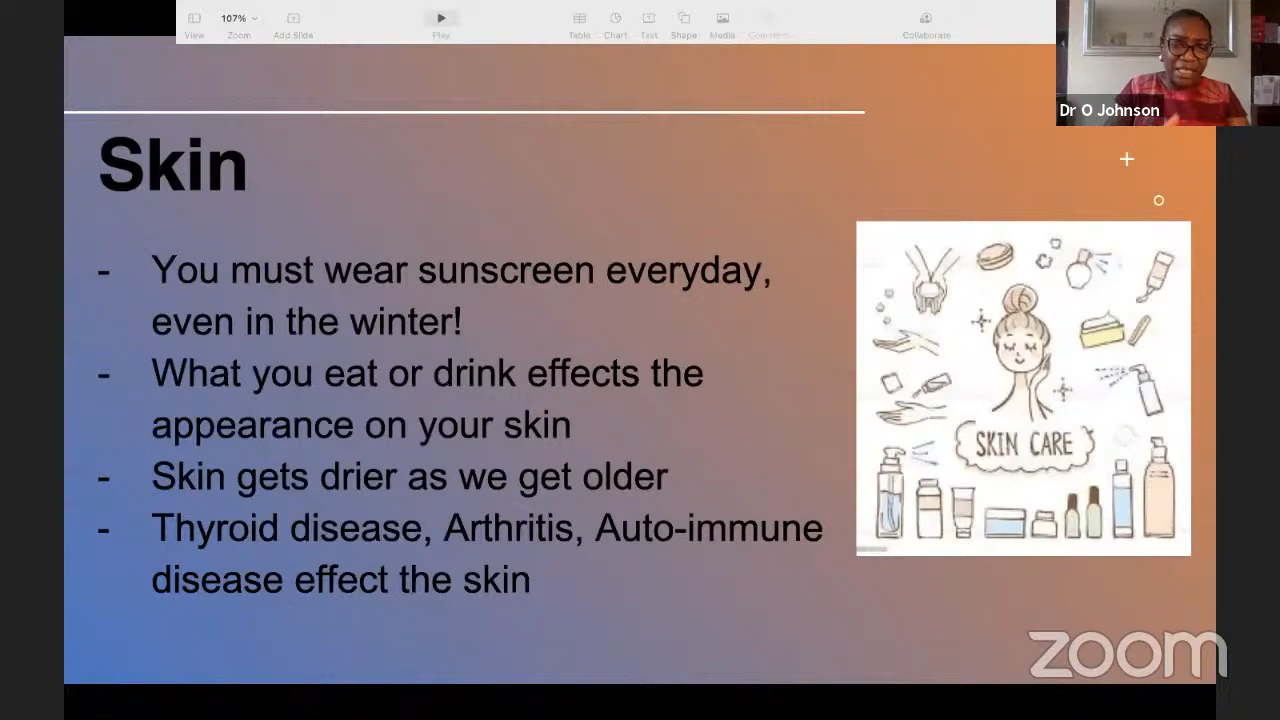 107%
View
Zoom
Add Slide
Play
Table
Chart
Text
Shape
Media
Comment
Collaborate
Dr O Johnson
Skin
- You must wear sunscreen everyday,
even in the winter!
- What you eat or drink effects the
appearance on your skin
- Skin gets drier as we get older
- Thyroid disease, Arthritis, Auto-immune
disease effect the skin
SKIN CARE
zoom